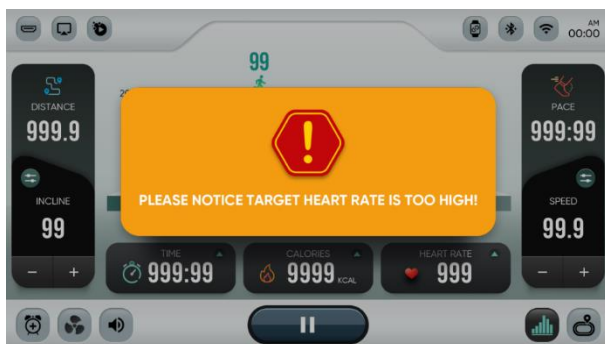 AM
00:00
99
DISTANCE
999.9
PACE
999:99
PLEASE NOTICE TARGET HEART RATE IS TOO HIGH!
INCLINE
99
SPEED
99.9
TIME
999:99
CALORIES
9999 KCAL
HEART RATE
999